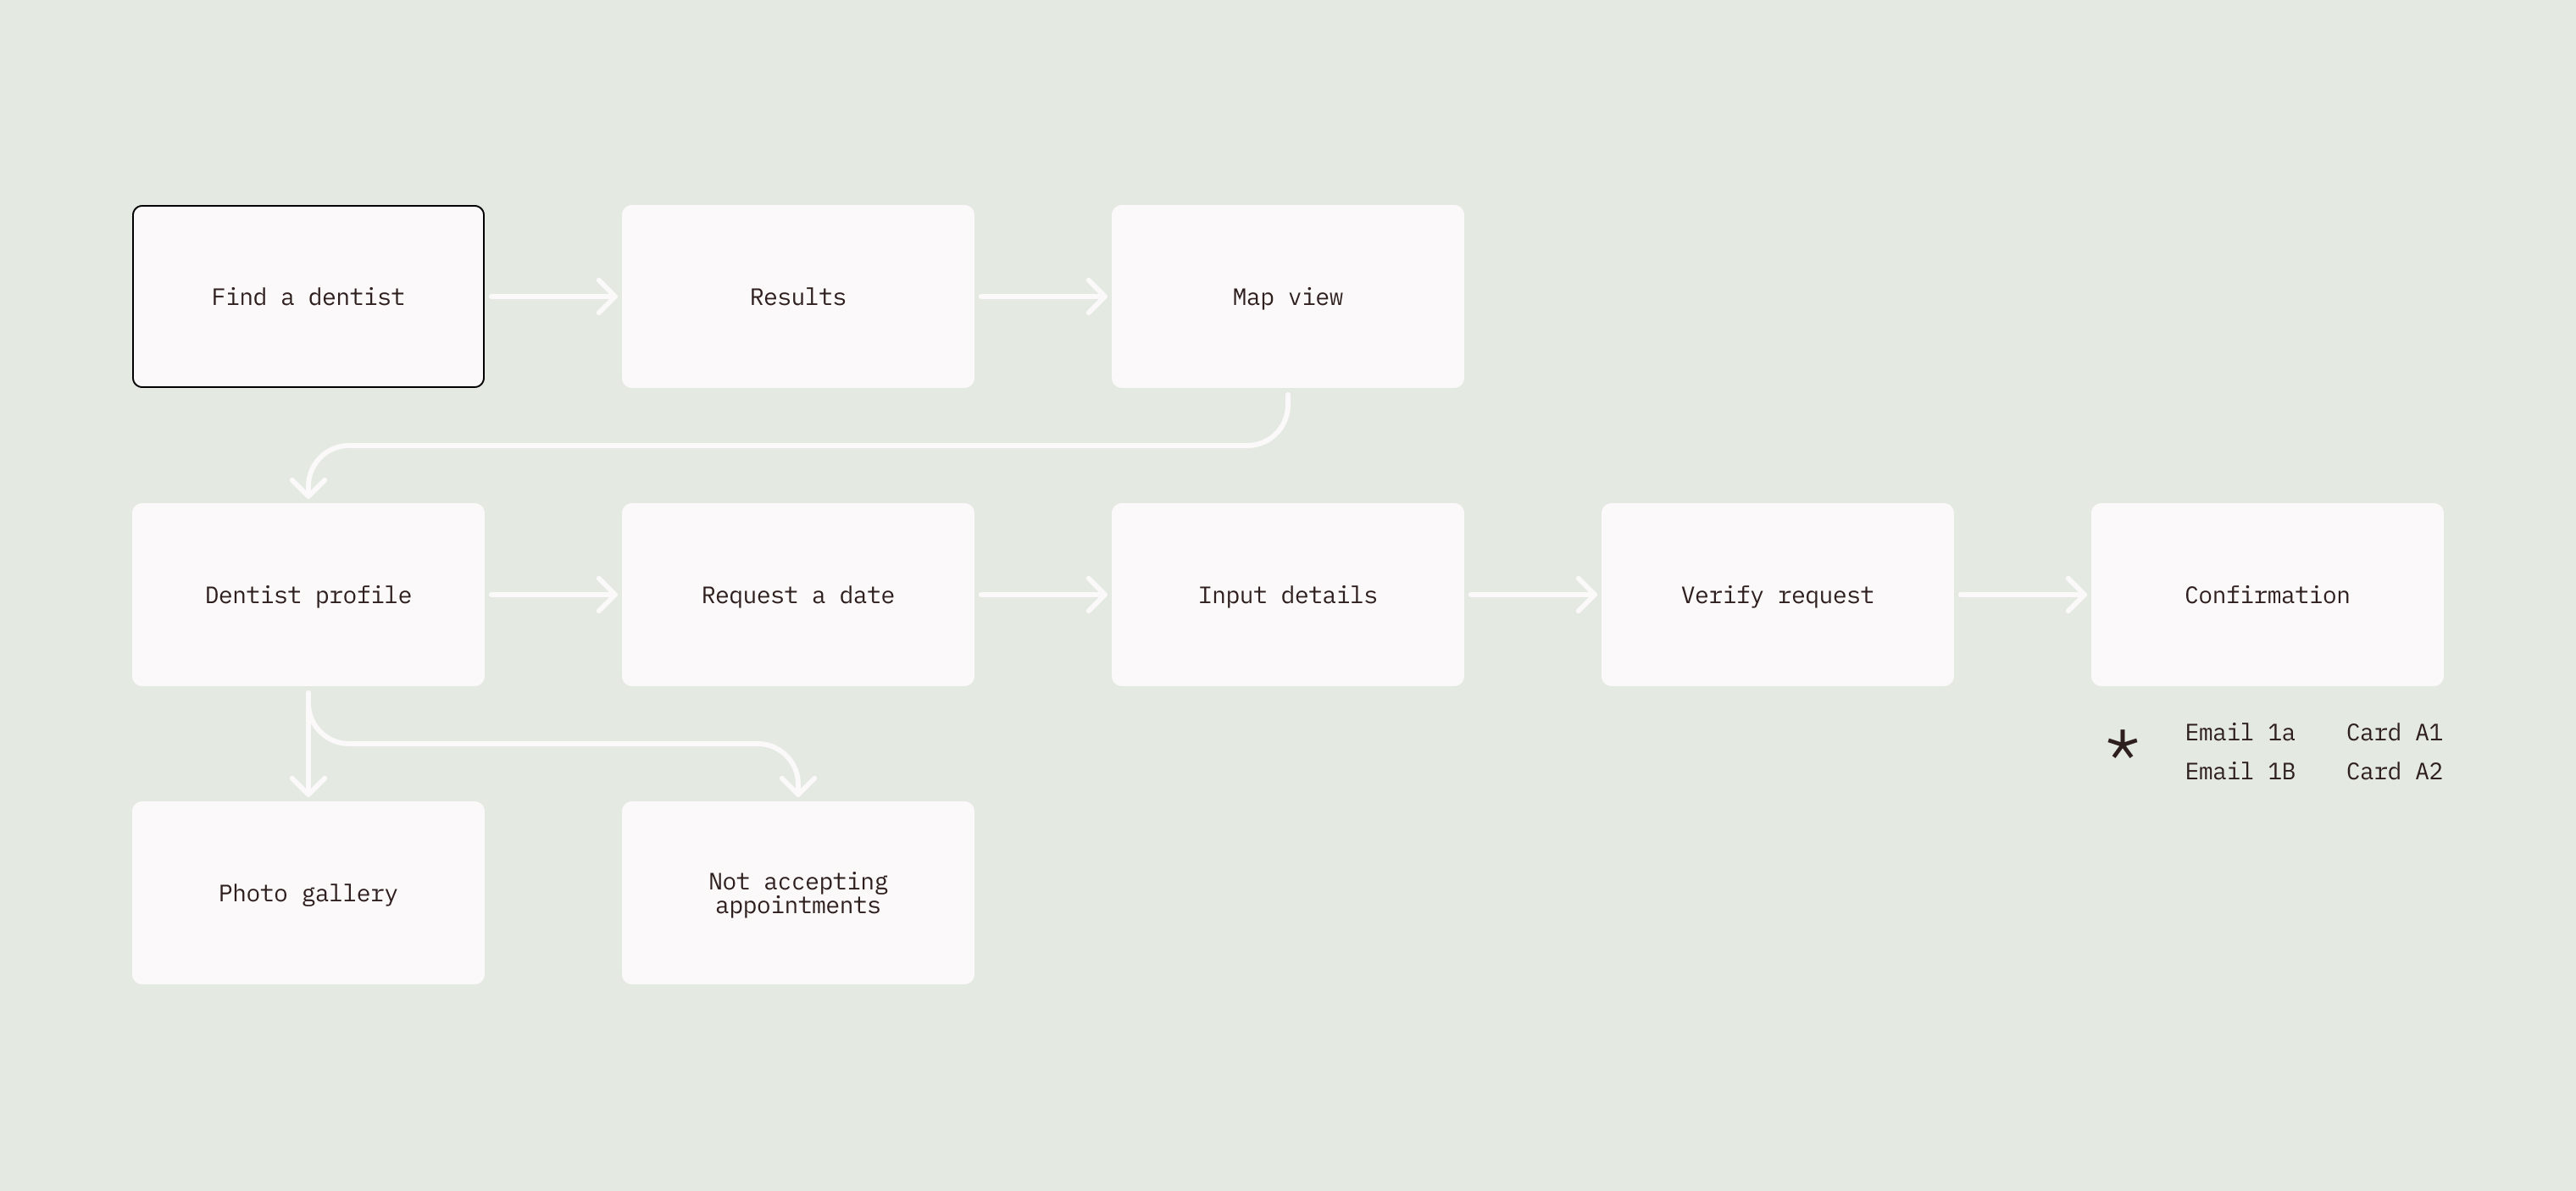 Find a dentist
Results
Map view
Dentist profile
Request a date
Input details
Verify request
Confirmation
*
Email 1a
Card A1
Email 1B
Card A2
Photo gallery
Not accepting
appointments